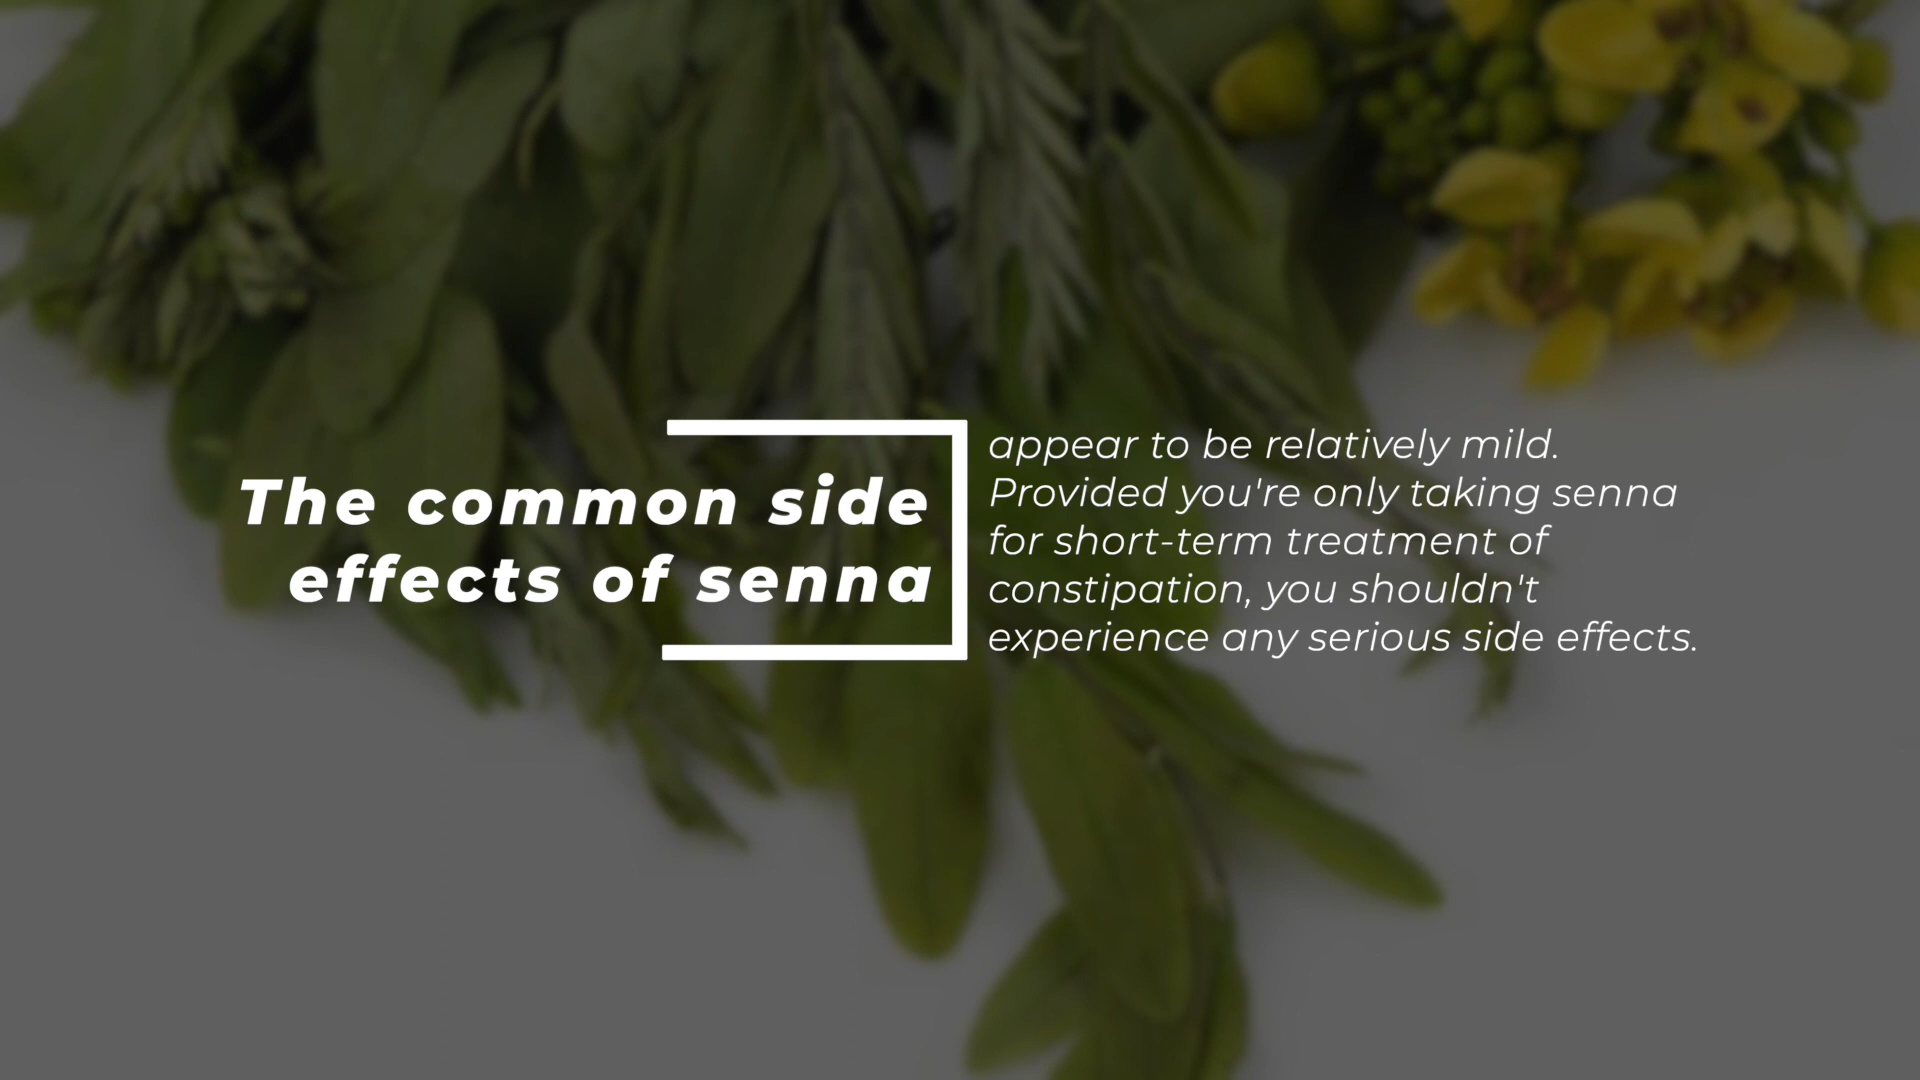 The common side
effects of senna
appear to be relatively mild.
Provided you're only taking senna
for short-term treatment of
constipation, you shouldn't
experience any serious side effects.